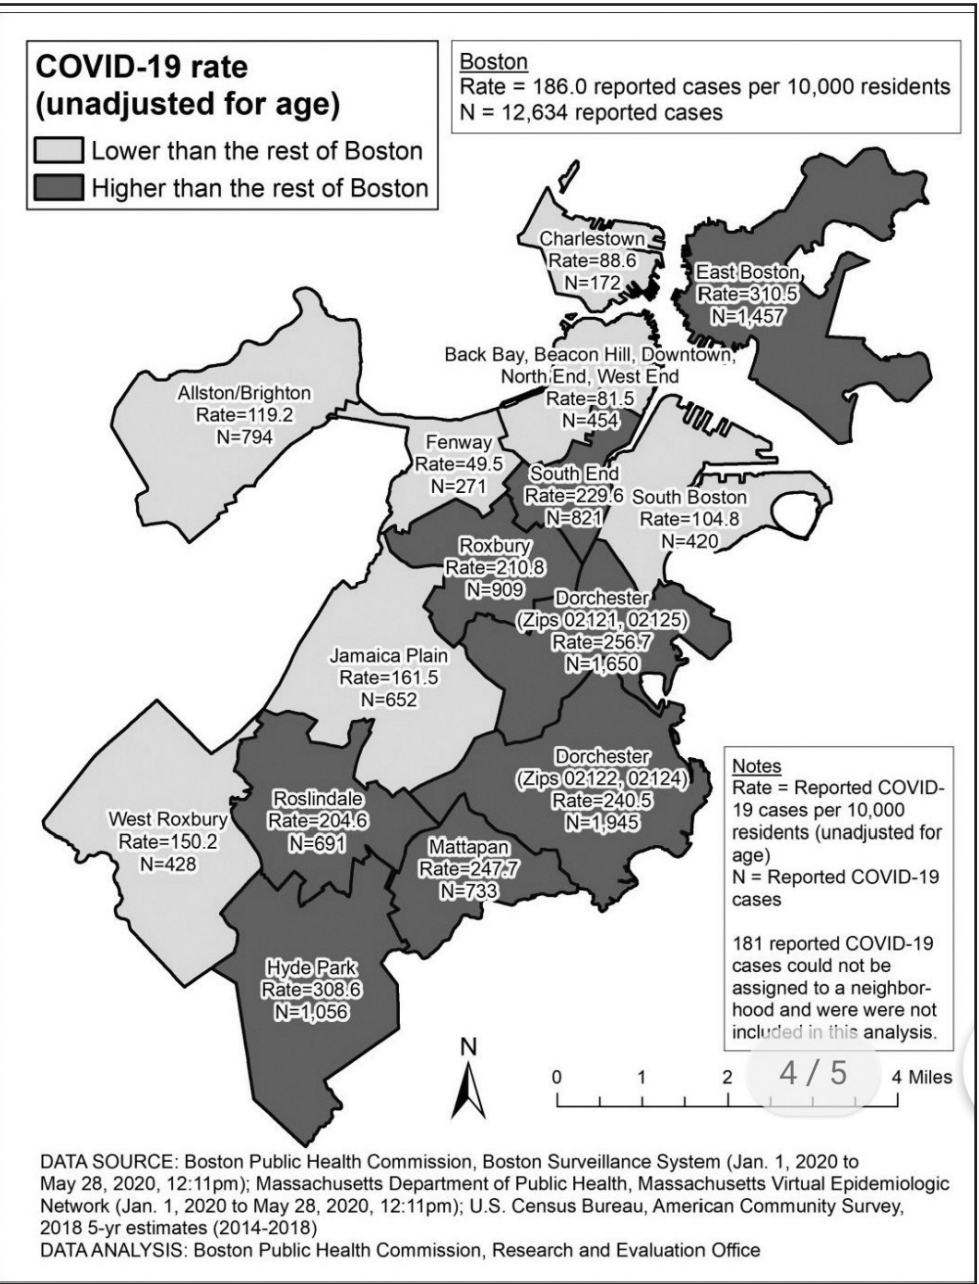 COVID-19 rate
(unadjusted for age)
Lower than the rest of Boston
Higher than the rest of Boston
Boston
Rate = 186.0 reported cases per 10,000 residents
N = 12,634 reported cases
Charlestown
Rate=88.6
N=172
East Boston
Rate=310.5
N=1,457
Back Bay, Beacon Hill, Downtown,
North End, West End
Rate=81.5
N=454
Allston/Brighton
Rate=119.2
N=794
Fenway
Rate=49.5
N=271
South End
Rate=229.6
N=821
South Boston
Rate=104.8
N=420
Roxbury
Rate=210.8
N=909
Dorchester
(Zips 02121, 02125)
Rate=256.7
N=1,650
Jamaica Plain
Rate=161.5
N=652
Dorchester
(Zips 02122, 02124)
Rate=240.5
N=1,945
West Roxbury
Rate=150.2
N=428
Roslindale
Rate=204.6
N=691
Mattapan
Rate=247.7
N=733
Hyde Park
Rate=308.6
N=1,056
Notes
Rate = Reported COVID-
19 cases per 10,000
residents (unadjusted for
age)
N = Reported COVID-19
cases
181 reported COVID-19
cases could not be
assigned to a neighbor-
hood and were were not
included in this analysis.
N
0 1 2 4 Miles
4 / 5
DATA SOURCE: Boston Public Health Commission, Boston Surveillance System (Jan. 1, 2020 to
May 28, 2020, 12:11pm); Massachusetts Department of Public Health, Massachusetts Virtual Epidemiologic
Network (Jan. 1, 2020 to May 28, 2020, 12:11pm); U.S. Census Bureau, American Community Survey,
2018 5-yr estimates (2014-2018)
DATA ANALYSIS: Boston Public Health Commission, Research and Evaluation Office